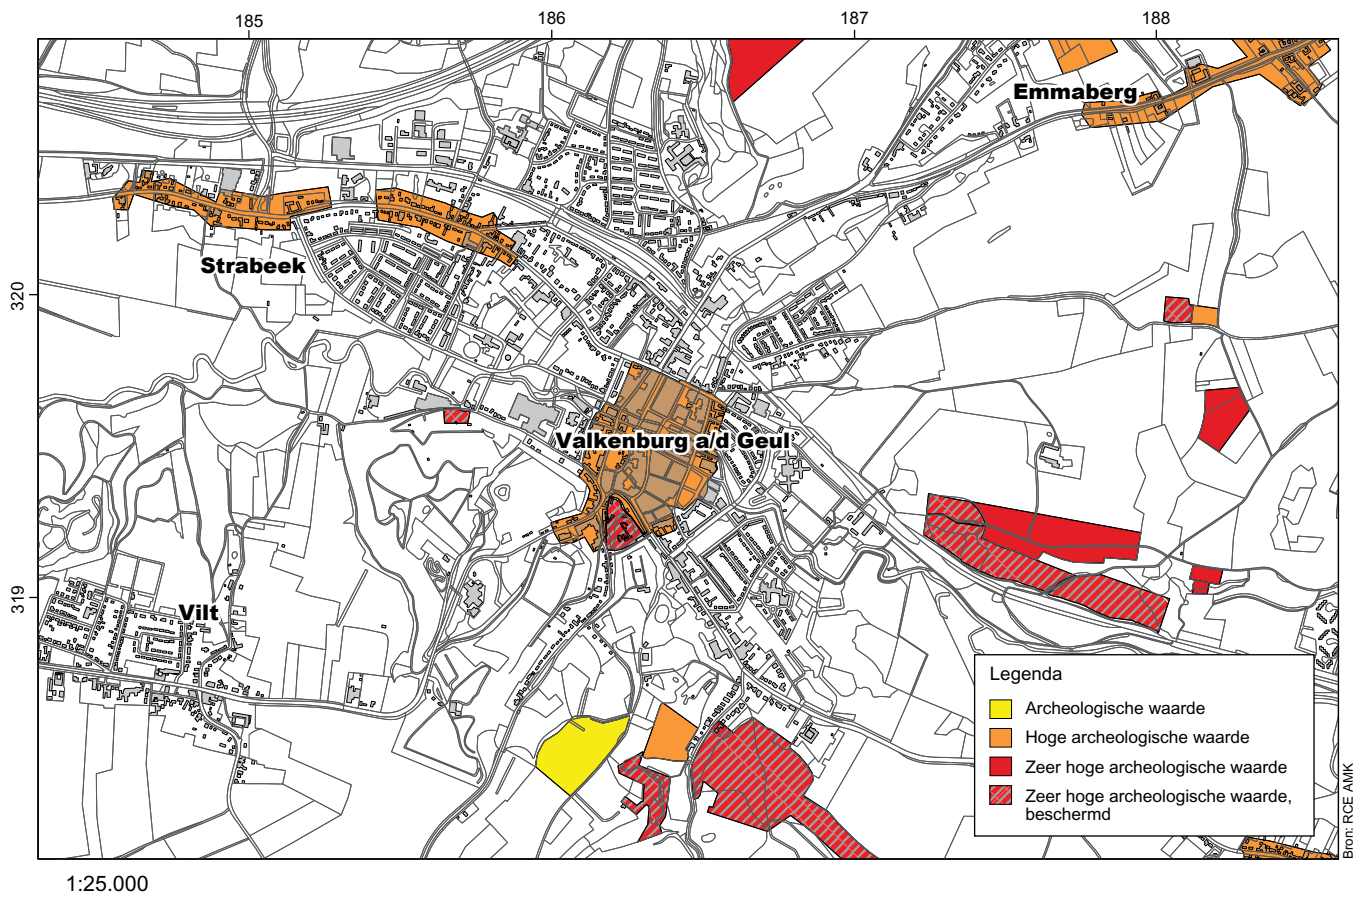 185
186
187
188
Emmaberg
Strabeek
320
Valkenburg a/d Geul
319
Vilt
Legenda
Archeologische waarde
Hoge archeologische waarde
Zeer hoge archeologische waarde
Zeer hoge archeologische waarde,
beschermd
Bron: RCE AMK
1:25.000